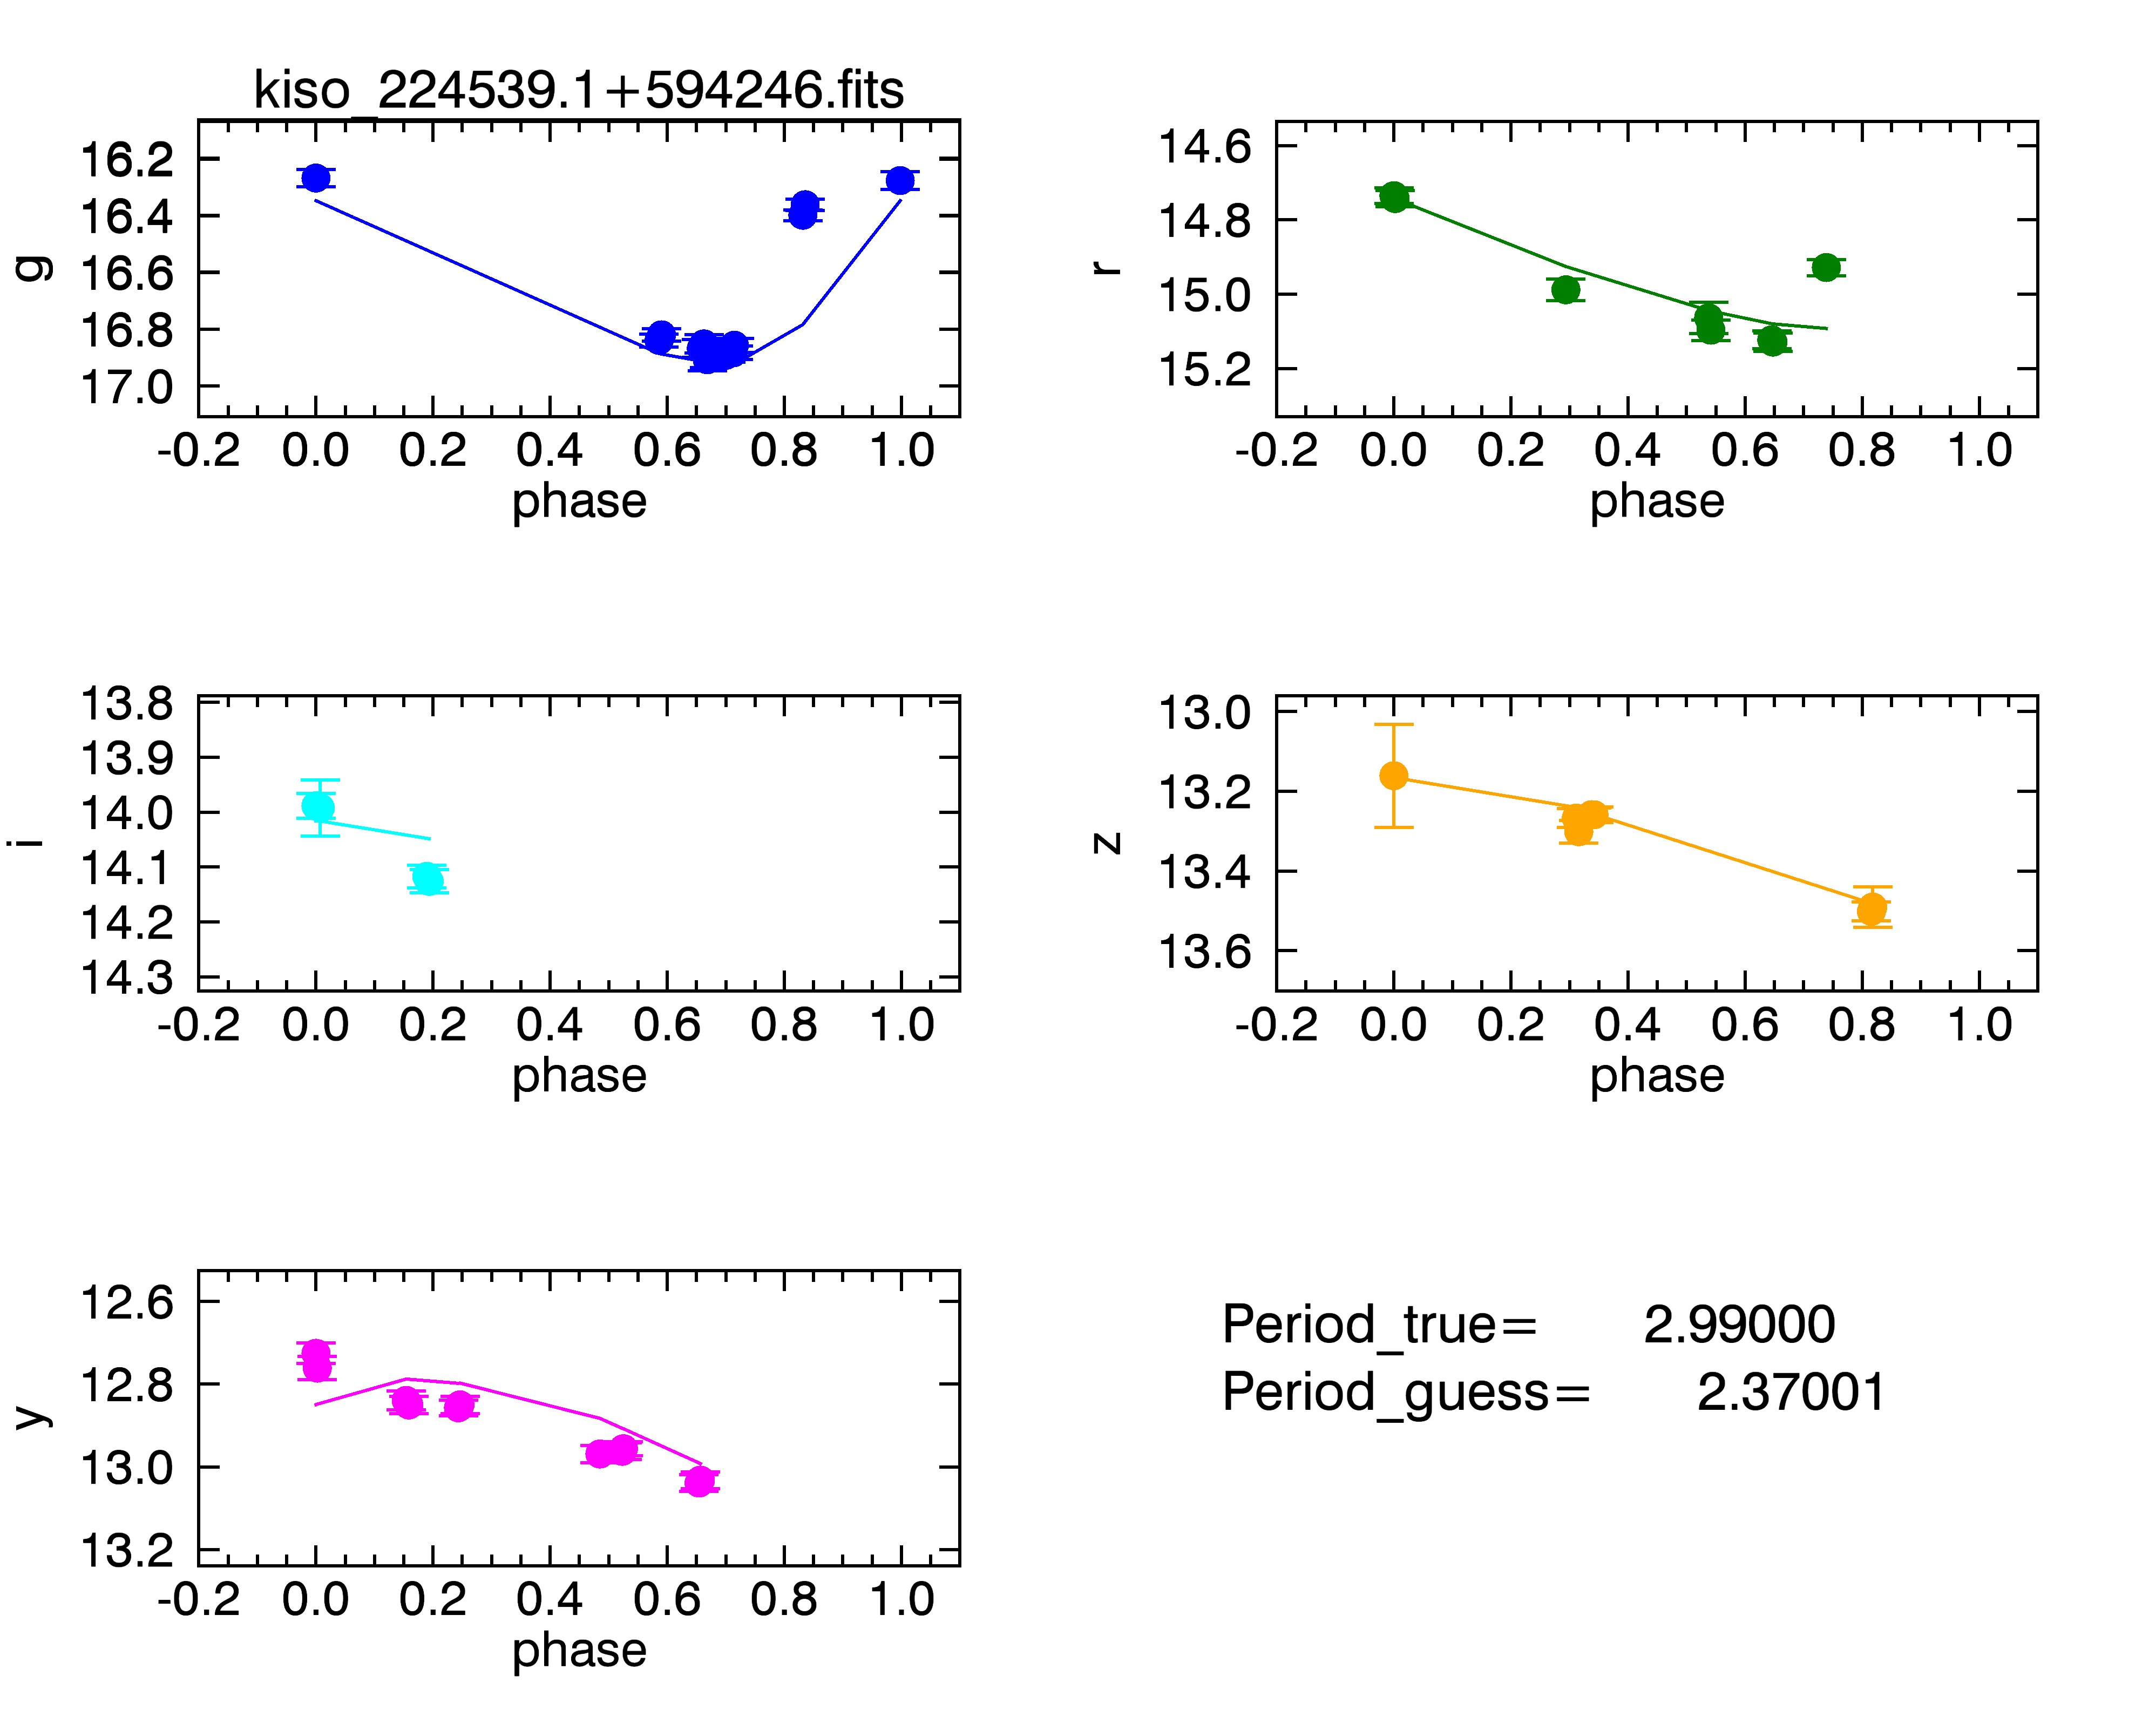 kiso_224539.1+594246.fits
g
16.2
16.4
16.6
16.8
17.0
-0.2 0.0 0.2 0.4 0.6 0.8 1.0
phase
r
14.6
14.8
15.0
15.2
-0.2 0.0 0.2 0.4 0.6 0.8 1.0
phase
i
13.8
13.9
14.0
14.1
14.2
14.3
-0.2 0.0 0.2 0.4 0.6 0.8 1.0
phase
z
13.0
13.2
13.4
13.6
-0.2 0.0 0.2 0.4 0.6 0.8 1.0
phase
y
12.6
12.8
13.0
13.2
-0.2 0.0 0.2 0.4 0.6 0.8 1.0
phase
Period_true= 2.99000
Period_guess= 2.37001